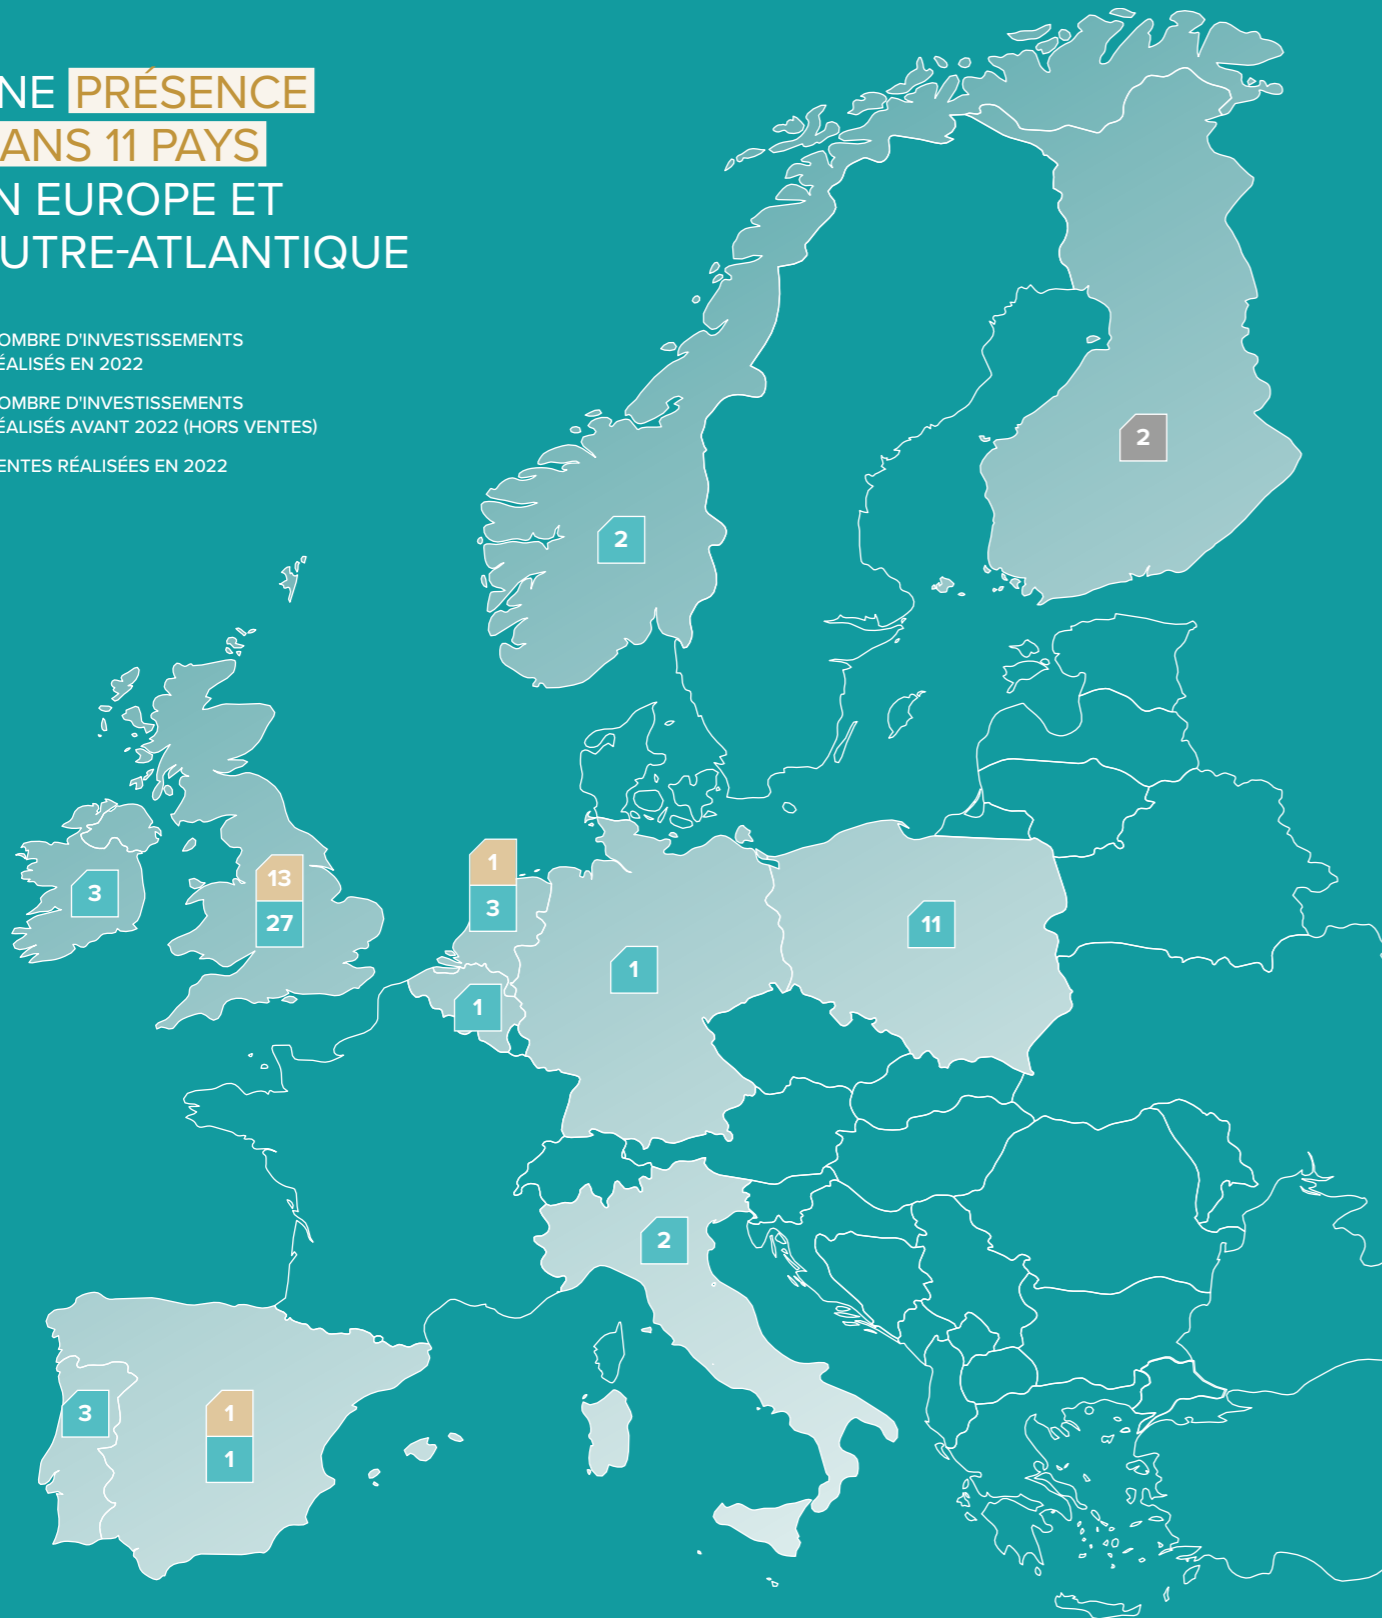 NE PRÉSENCE
ANS 11 PAYS
N EUROPE ET
UTRE-ATLANTIQUE
OMBRE D'INVESTISSEMENTS
ÉALISÉS EN 2022
OMBRE D'INVESTISSEMENTS
ÉALISÉS AVANT 2022 (HORS VENTES)
ENTES RÉALISÉES EN 2022
2
2
1
13
3
3
27
11
1
1
2
3
1
1